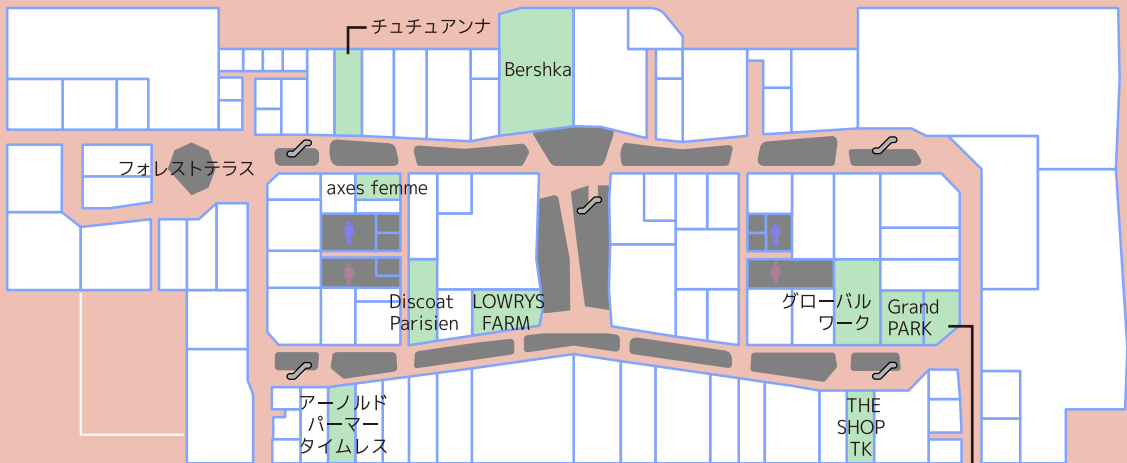 チュチュアンナ
Bershka
フォレストテラス
axes femme
Discoat
Parisien
LOWRYS
FARM
グローバル
ワーク
Grand
PARK
アーノルド
パーマー
タイムレス
THE
SHOP
TK